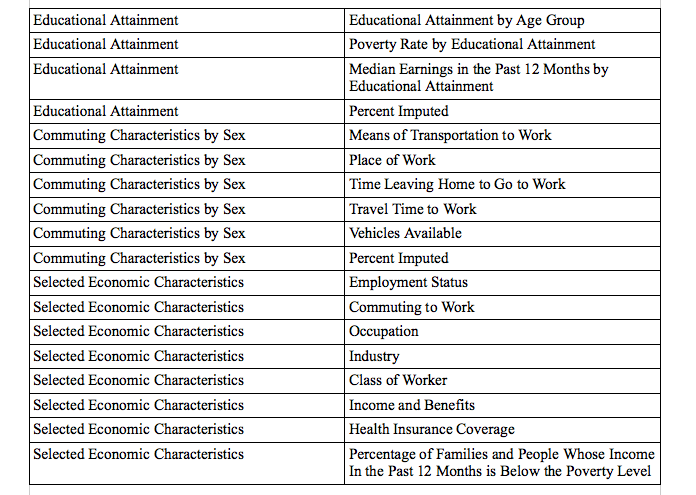 Educational Attainment Educational Attainment by Age Group
Educational Attainment Poverty Rate by Educational Attainment
Educational Attainment Median Earnings in the Past 12 Months by
Educational Attainment
Educational Attainment Percent Imputed
Commuting Characteristics by Sex Means of Transportation to Work
Commuting Characteristics by Sex Place of Work
Commuting Characteristics by Sex Time Leaving Home to Go to Work
Commuting Characteristics by Sex Travel Time to Work
Commuting Characteristics by Sex Vehicles Available
Commuting Characteristics by Sex Percent Imputed
Selected Economic Characteristics Employment Status
Selected Economic Characteristics Commuting to Work
Selected Economic Characteristics Occupation
Selected Economic Characteristics Industry
Selected Economic Characteristics Class of Worker
Selected Economic Characteristics Income and Benefits
Selected Economic Characteristics Health Insurance Coverage
Selected Economic Characteristics Percentage of Families and People Whose Income
In the Past 12 Months is Below the Poverty Level